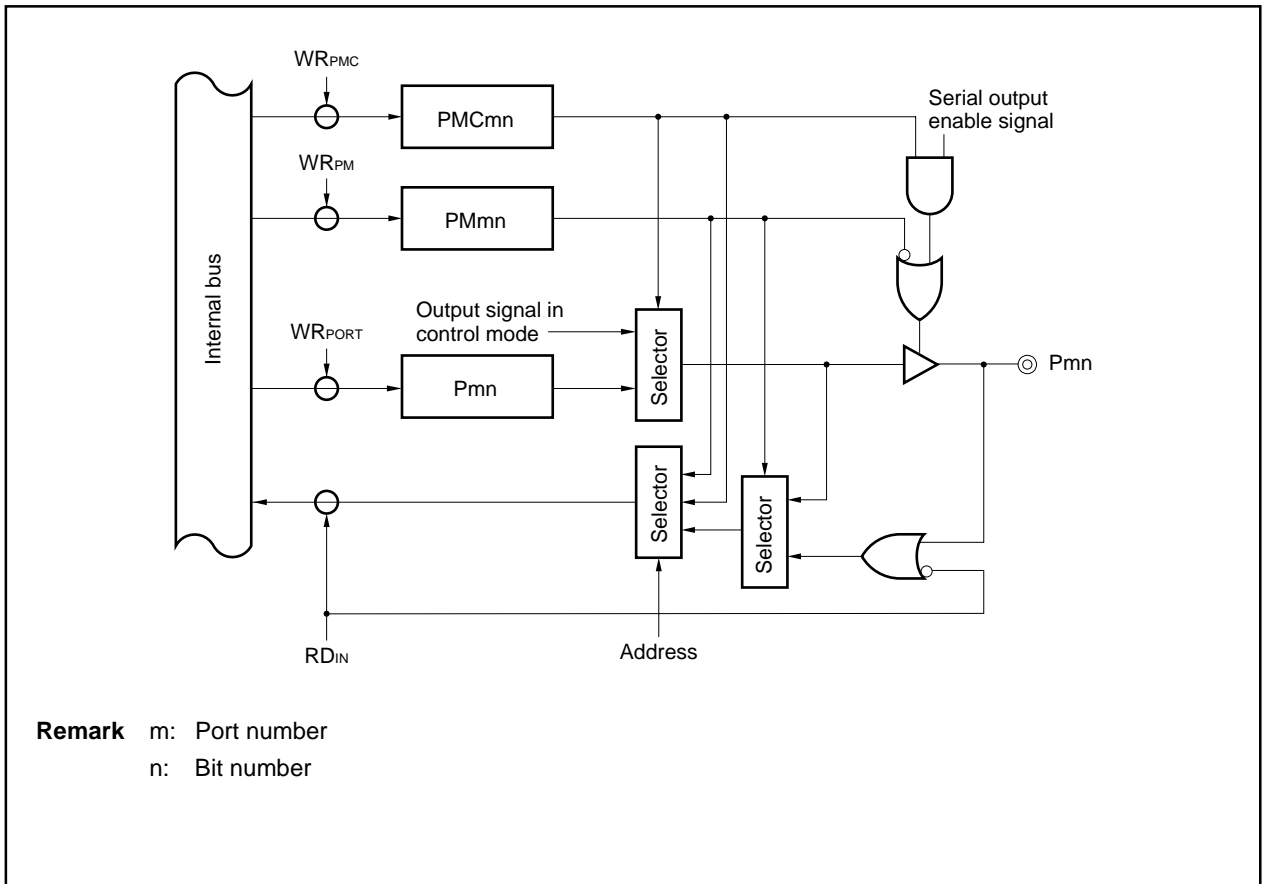 WRPMC
PMCmn
Serial output
enable signal
WRPM
PMmn
Internal bus
Output signal in
control mode
WRPORT
Pmn
Selector
Pmn
Selector
Selector
RDIN
Address
Remark m: Port number
n: Bit number